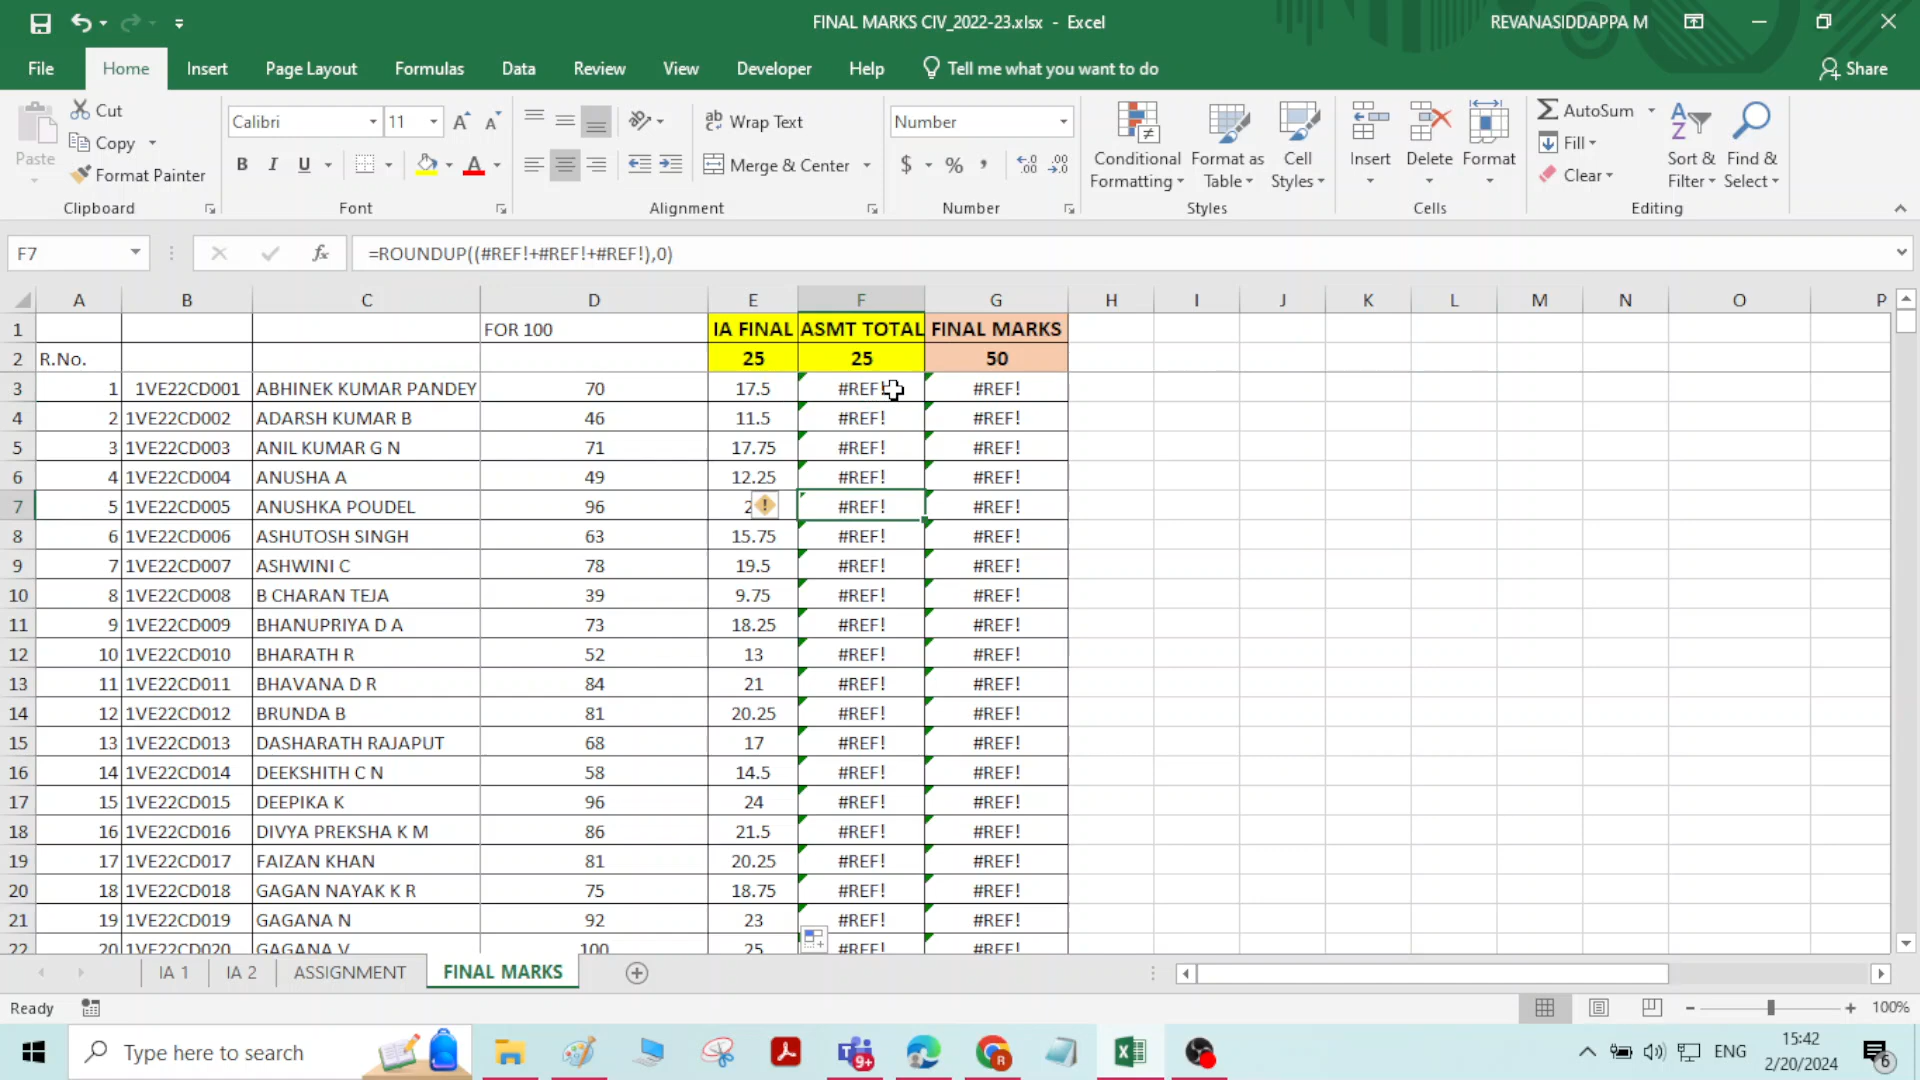 FINAL MARKS CIV_2022-23.xlsx - Excel
REVANASIDDAPPA M
File Home Insert Page Layout Formulas Data Review View Developer Help Tell me what you want to do Share
Paste
Cut
Copy
Format Painter
Clipboard
Calibri 11
B I U A
Font
ab Wrap Text
Merge & Center
Alignment
Number
$ % ,
Number
Conditional Formatting
Format as Table
Cell Styles
Styles
Insert Delete Format
Cells
AutoSum
Fill
Clear
Sort & Filter
Find & Select
Editing
F7 fx =ROUNDUP((#REF!+#REF!+#REF!),0)
A B C D E F G H I J K L M N O P
1 FOR 100 IA FINAL ASMT TOTAL FINAL MARKS
2 R.No. 25 25 50
3 1 1VE22CD001 ABHINEK KUMAR PANDEY 70 17.5 #REF! #REF!
4 2 1VE22CD002 ADARSH KUMAR B 46 11.5 #REF! #REF!
5 3 1VE22CD003 ANIL KUMAR G N 71 17.75 #REF! #REF!
6 4 1VE22CD004 ANUSHA A 49 12.25 #REF! #REF!
7 5 1VE22CD005 ANUSHKA POUDEL 96 2 #REF! #REF!
8 6 1VE22CD006 ASHUTOSH SINGH 63 15.75 #REF! #REF!
9 7 1VE22CD007 ASHWINI C 78 19.5 #REF! #REF!
10 8 1VE22CD008 B CHARAN TEJA 39 9.75 #REF! #REF!
11 9 1VE22CD009 BHANUPRIYA D A 73 18.25 #REF! #REF!
12 10 1VE22CD010 BHARATH R 52 13 #REF! #REF!
13 11 1VE22CD011 BHAVANA D R 84 21 #REF! #REF!
14 12 1VE22CD012 BRUNDA B 81 20.25 #REF! #REF!
15 13 1VE22CD013 DASHARATH RAJAPUT 68 17 #REF! #REF!
16 14 1VE22CD014 DEEKSHITH C N 58 14.5 #REF! #REF!
17 15 1VE22CD015 DEEPIKA K 96 24 #REF! #REF!
18 16 1VE22CD016 DIVYA PREKSHA K M 86 21.5 #REF! #REF!
19 17 1VE22CD017 FAIZAN KHAN 81 20.25 #REF! #REF!
20 18 1VE22CD018 GAGAN NAYAK K R 75 18.75 #REF! #REF!
21 19 1VE22CD019 GAGANA N 92 23 #REF! #REF!
22 20 1VE22CD020 GAGANA V 100 25 #REF! #REF!
IA 1 IA 2 ASSIGNMENT FINAL MARKS
Ready 100%
Type here to search
9+
ENG
15:42
2/20/2024
6